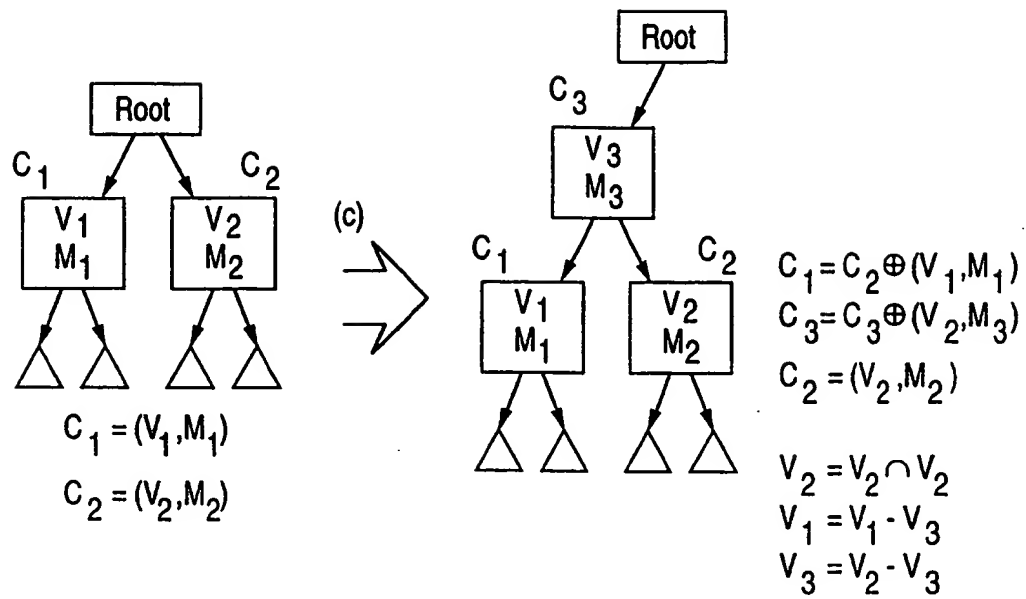 Root
C1
C2
V1
M1
V2
M2
C1 = (V1,M1)
C2 = (V2,M2)
(c)
Root
C3
V3
M3
C1
C2
V1
M1
V2
M2
C1 = C2 ⊕ (V1,M1)
C3 = C3 ⊕ (V2,M3)
C2 = (V2,M2)
V2 = V2 ∩ V2
V1 = V1 - V3
V3 = V2 - V3